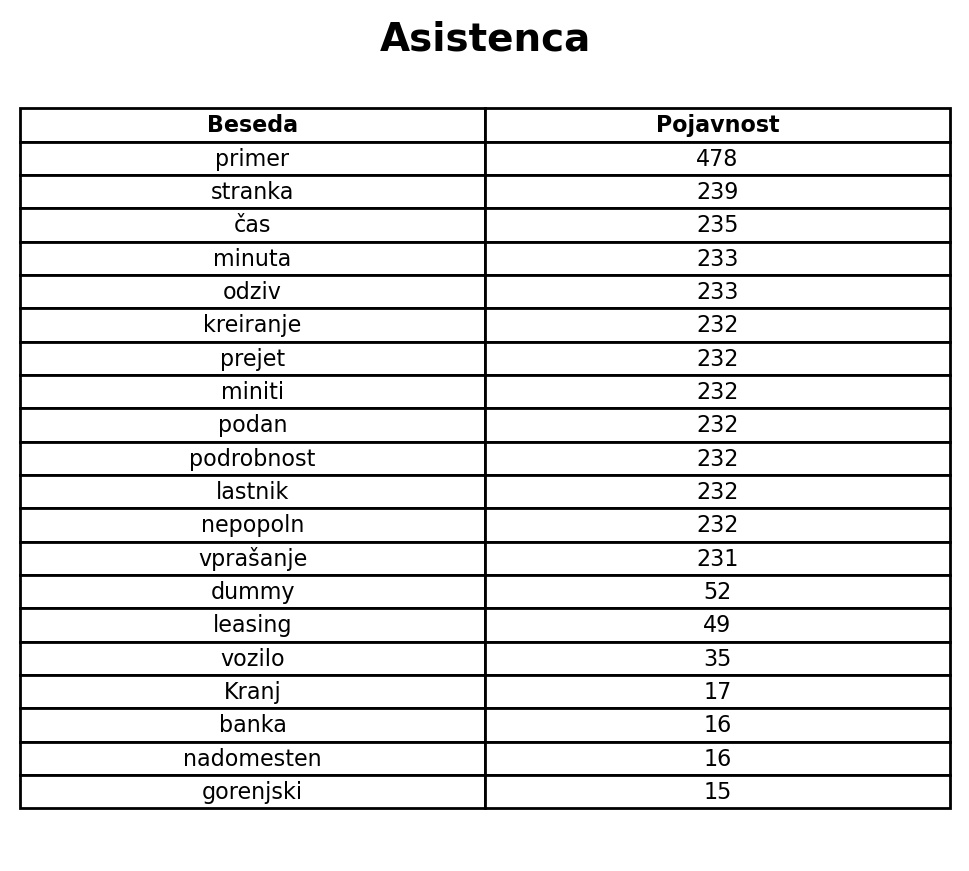 Asistenca
Beseda Pojavnost
primer 478
stranka 239
čas 235
minuta 233
odziv 233
kreiranje 232
prejet 232
miniti 232
podan 232
podrobnost 232
lastnik 232
nepopoln 232
vprašanje 231
dummy 52
leasing 49
vozilo 35
Kranj 17
banka 16
nadomesten 16
gorenjski 15